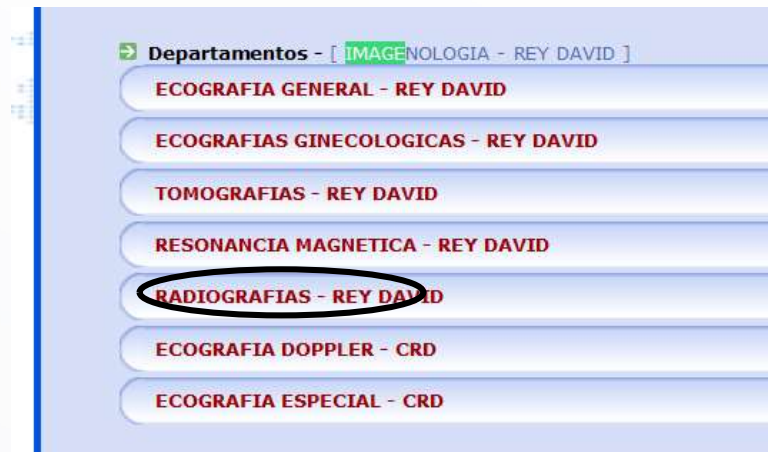 Departamentos - [ IMAGENOLOGIA - REY DAVID ]
ECOGRAFIA GENERAL - REY DAVID
ECOGRAFIAS GINECOLOGICAS - REY DAVID
TOMOGRAFIAS - REY DAVID
RESONANCIA MAGNETICA - REY DAVID
RADIOGRAFIAS - REY DAVID
ECOGRAFIA DOPPLER - CRD
ECOGRAFIA ESPECIAL - CRD